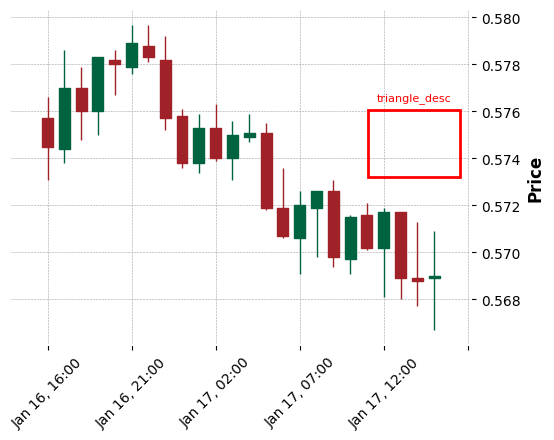 0.580
0.578
triangle_desc
0.576
0.574
0.572
0.570
0.568
Price
Jan 16, 16:00
Jan 16, 21:00
Jan 17, 02:00
Jan 17, 07:00
Jan 17, 12:00